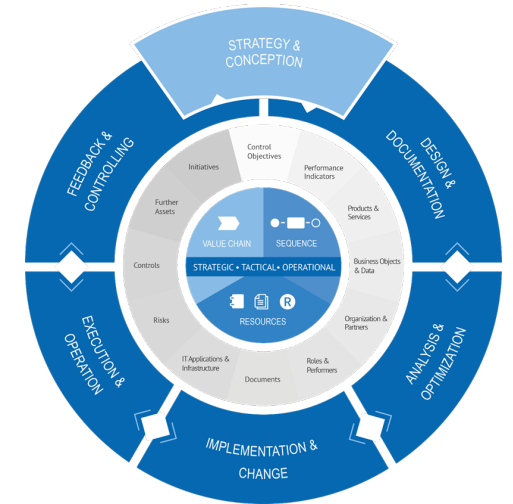 STRATEGY &
CONCEPTION
DESIGN &
DOCUMENTATION
ANALYSIS &
OPTIMIZATION
IMPLEMENTATION &
CHANGE
EXECUTION &
OPERATION
FEEDBACK &
CONTROLLING
Control
Objectives
Performance
Indicators
Products &
Services
Business Objects
& Data
Organization &
Partners
Roles &
Performers
Documents
IT Applications &
Infrastructure
Risks
Controls
Further
Assets
Initiatives
VALUE CHAIN
SEQUENCE
STRATEGIC • TACTICAL • OPERATIONAL
R
RESOURCES